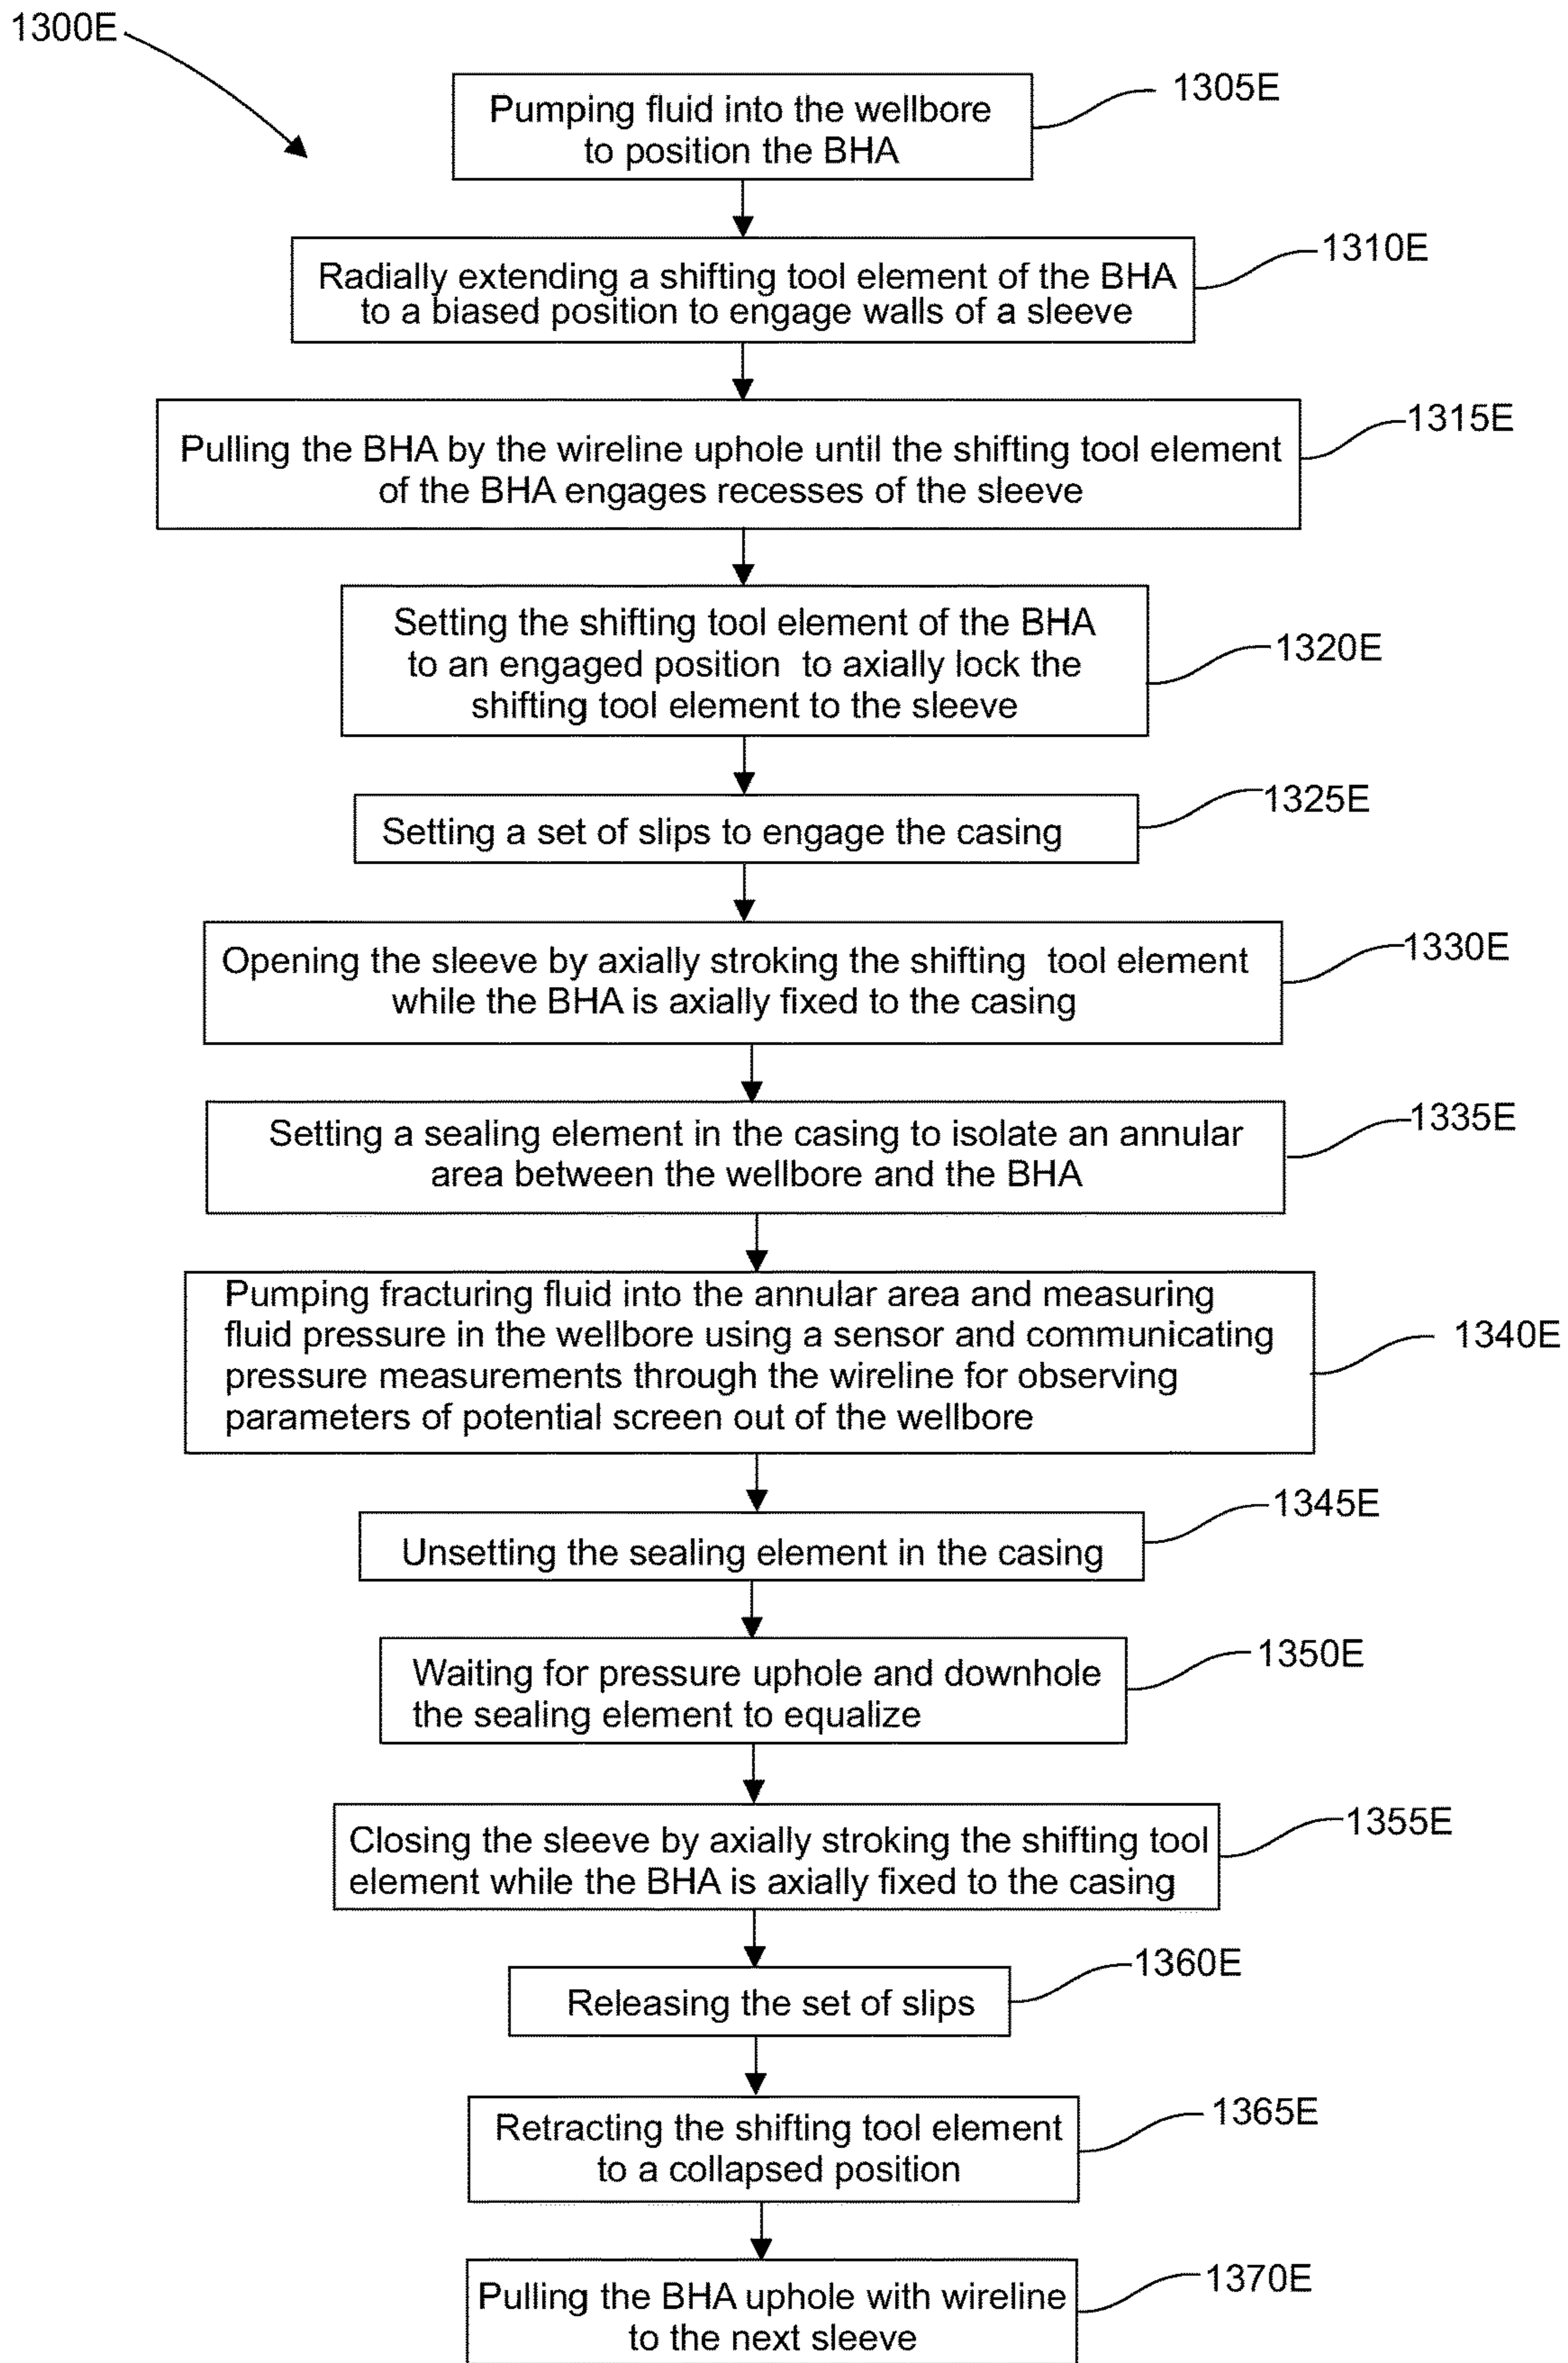 1300E
Pumping fluid into the wellbore
to position the BHA
1305E
Radially extending a shifting tool element of the BHA
to a biased position to engage walls of a sleeve
1310E
Pulling the BHA by the wireline uphole until the shifting tool element
of the BHA engages recesses of the sleeve
1315E
Setting the shifting tool element of the BHA
to an engaged position to axially lock the
shifting tool element to the sleeve
1320E
Setting a set of slips to engage the casing
1325E
Opening the sleeve by axially stroking the shifting tool element
while the BHA is axially fixed to the casing
1330E
Setting a sealing element in the casing to isolate an annular
area between the wellbore and the BHA
1335E
Pumping fracturing fluid into the annular area and measuring
fluid pressure in the wellbore using a sensor and communicating
pressure measurements through the wireline for observing
parameters of potential screen out of the wellbore
1340E
Unsetting the sealing element in the casing
1345E
Waiting for pressure uphole and downhole
the sealing element to equalize
1350E
Closing the sleeve by axially stroking the shifting tool
element while the BHA is axially fixed to the casing
1355E
Releasing the set of slips
1360E
Retracting the shifting tool element
to a collapsed position
1365E
Pulling the BHA uphole with wireline
to the next sleeve
1370E